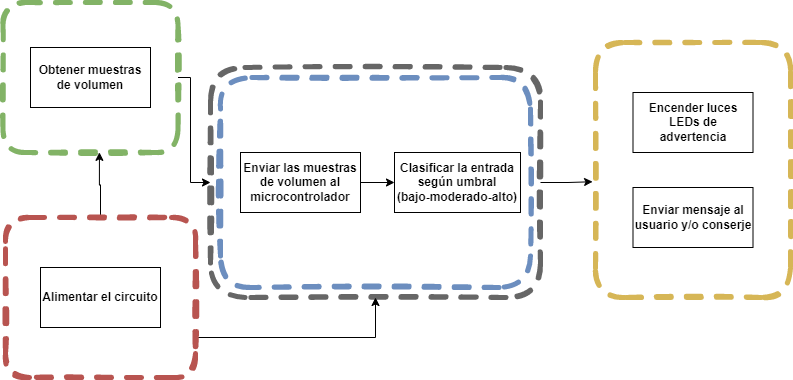 Obtener muestras
de volumen
Enviar las muestras
de volumen al
microcontrolador
Clasificar la entrada
según umbral
(bajo-moderado-alto)
Encender luces
LEDs de
advertencia
Enviar mensaje al
usuario y/o conserje
Alimentar el circuito